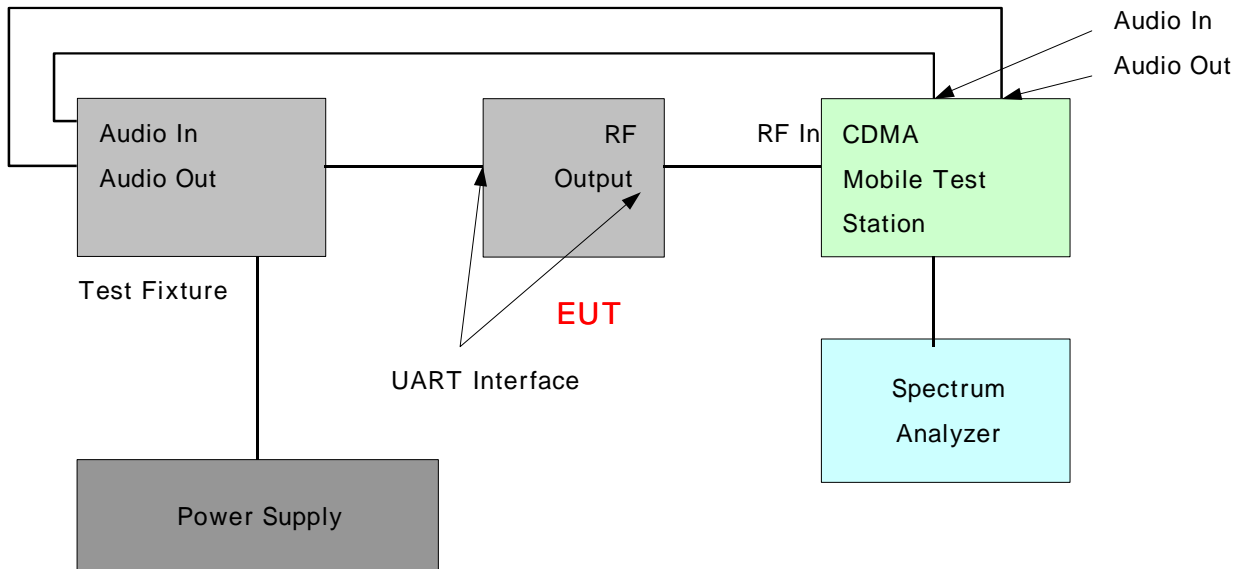 Audio In
Audio Out
Audio In
Audio Out
Test Fixture
RF
Output
EUT
UART Interface
RF In
CDMA
Mobile Test
Station
Spectrum
Analyzer
Power Supply